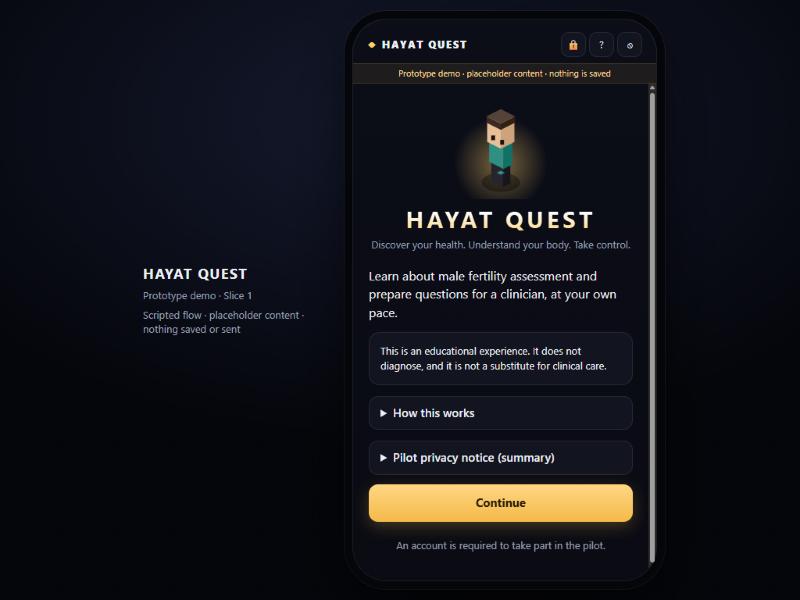 HAYAT QUEST
?
Prototype demo · placeholder content · nothing is saved
HAYAT QUEST
Discover your health. Understand your body. Take control.
Learn about male fertility assessment and
prepare questions for a clinician, at your own
pace.
This is an educational experience. It does not
diagnose, and it is not a substitute for clinical care.
How this works
Pilot privacy notice (summary)
Continue
An account is required to take part in the pilot.
HAYAT QUEST
Prototype demo · Slice 1
Scripted flow · placeholder content ·
nothing saved or sent